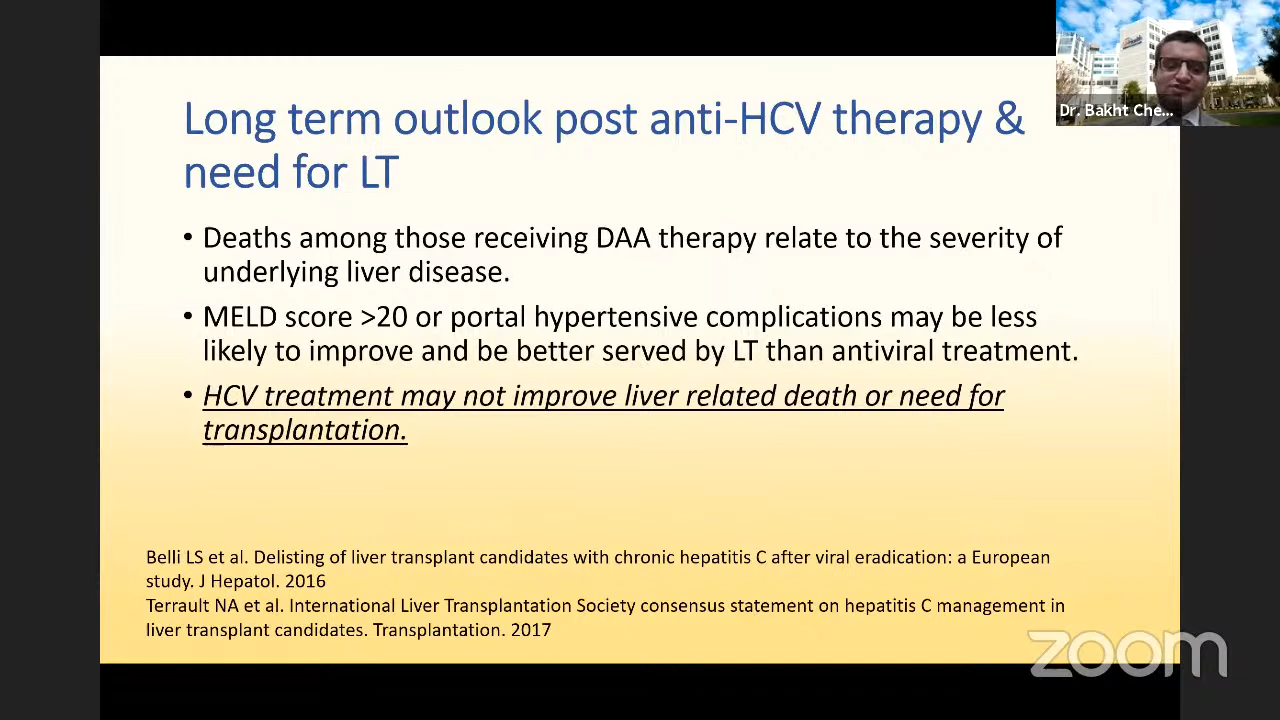 Long term outlook post anti-HCV therapy &
need for LT
• Deaths among those receiving DAA therapy relate to the severity of
underlying liver disease.
• MELD score >20 or portal hypertensive complications may be less
likely to improve and be better served by LT than antiviral treatment.
• HCV treatment may not improve liver related death or need for
transplantation.
Belli LS et al. Delisting of liver transplant candidates with chronic hepatitis C after viral eradication: a European
study. J Hepatol. 2016
Terrault NA et al. International Liver Transplantation Society consensus statement on hepatitis C management in
liver transplant candidates. Transplantation. 2017
Dr. Bakht Che...
zoom